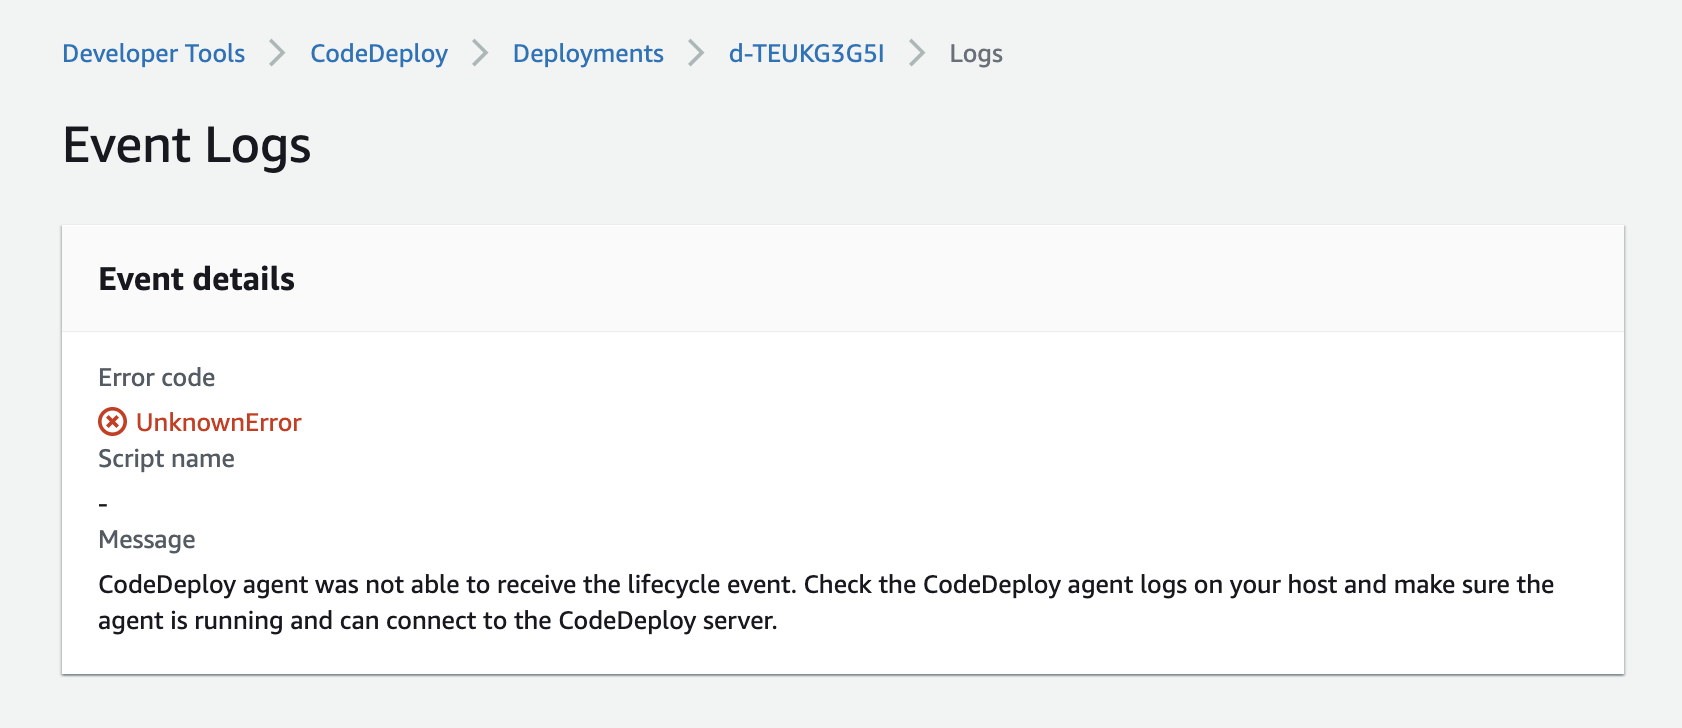 Developer Tools > CodeDeploy > Deployments > d-TEUKG3G5I > Logs
Event Logs
Event details
Error code
UnknownError
Script name
-
Message
CodeDeploy agent was not able to receive the lifecycle event. Check the CodeDeploy agent logs on your host and make sure the
agent is running and can connect to the CodeDeploy server.